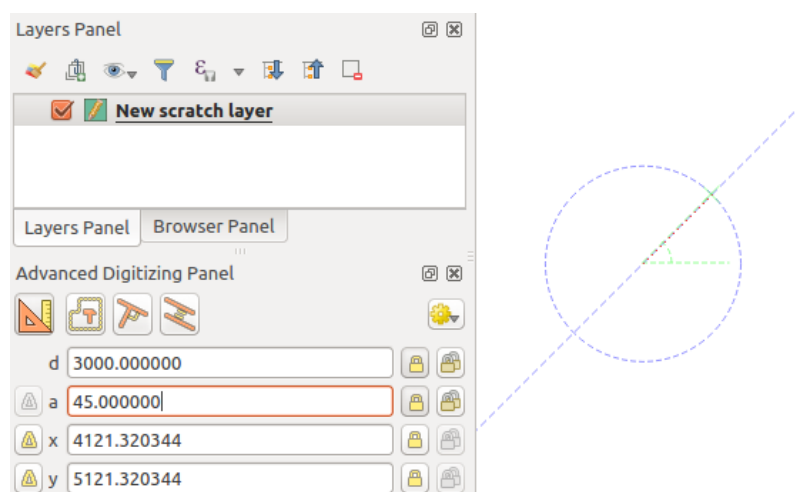 Layers Panel
New scratch layer
Layers Panel Browser Panel
Advanced Digitizing Panel
d 3000.000000
a 45.000000
x 4121.320344
y 5121.320344